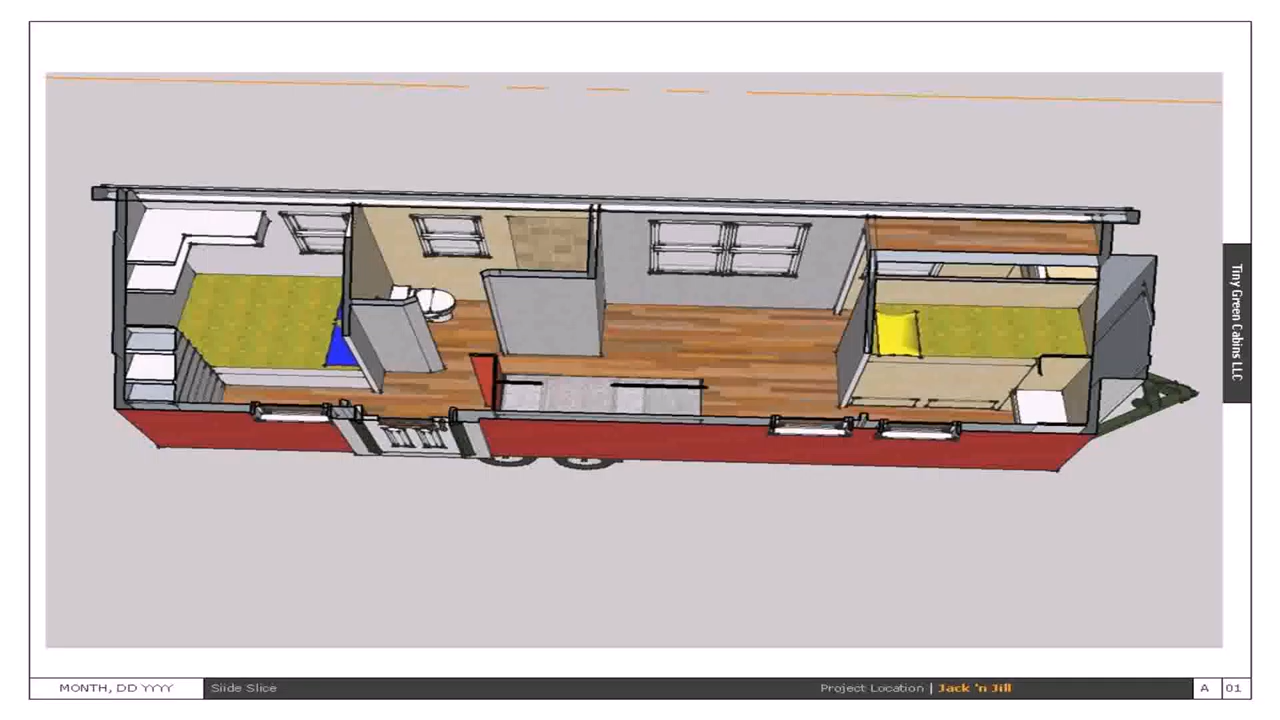 Tiny Green Cabins LLC
MONTH, DD YYYY
Slide Slice
Project Location | Jack 'n Jill
A 01